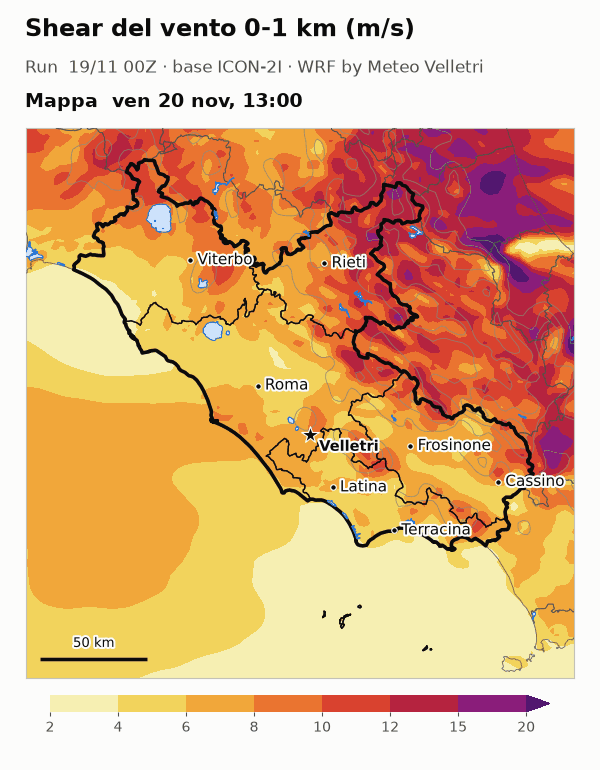 Shear del vento 0-1 km (m/s)
Run 19/11 00Z · base ICON-2I · WRF by Meteo Velletri
Mappa ven 20 nov, 13:00
Viterbo
Rieti
Roma
Velletri
Frosinone
Latina
Cassino
Terracina
50 km
2 4 6 8 10 12 15 20